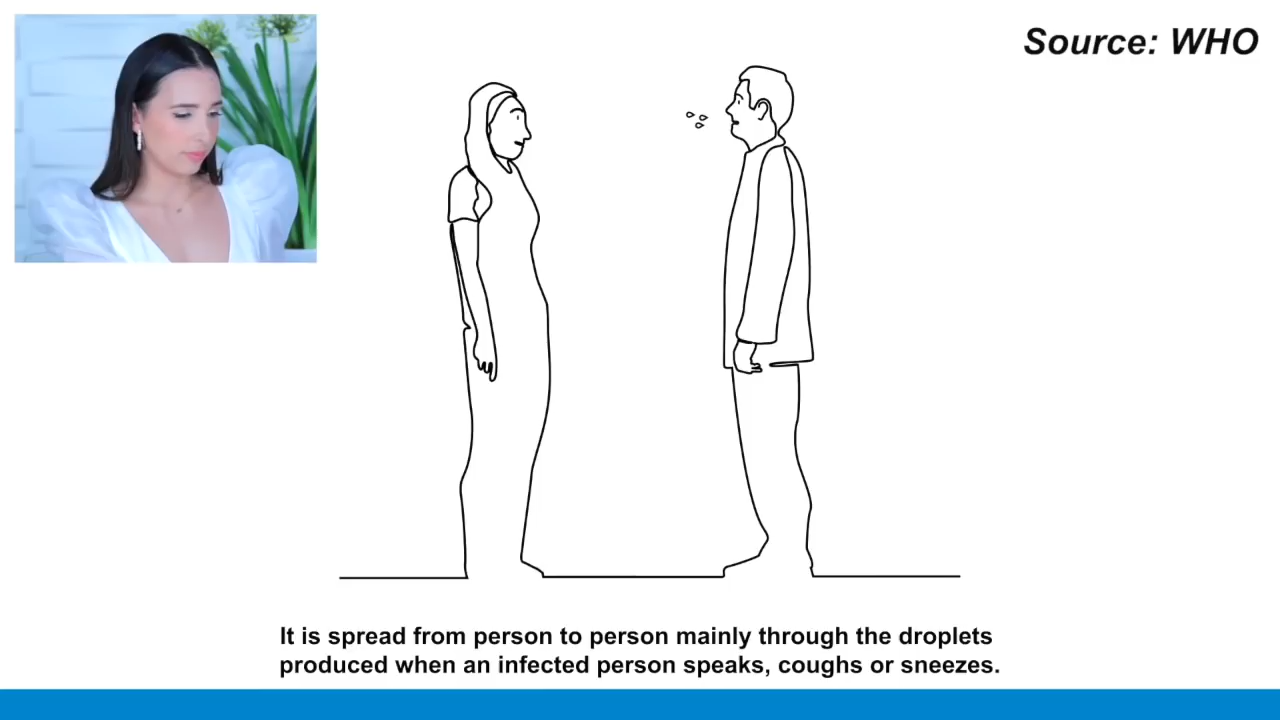 Source: WHO
It is spread from person to person mainly through the droplets
produced when an infected person speaks, coughs or sneezes.